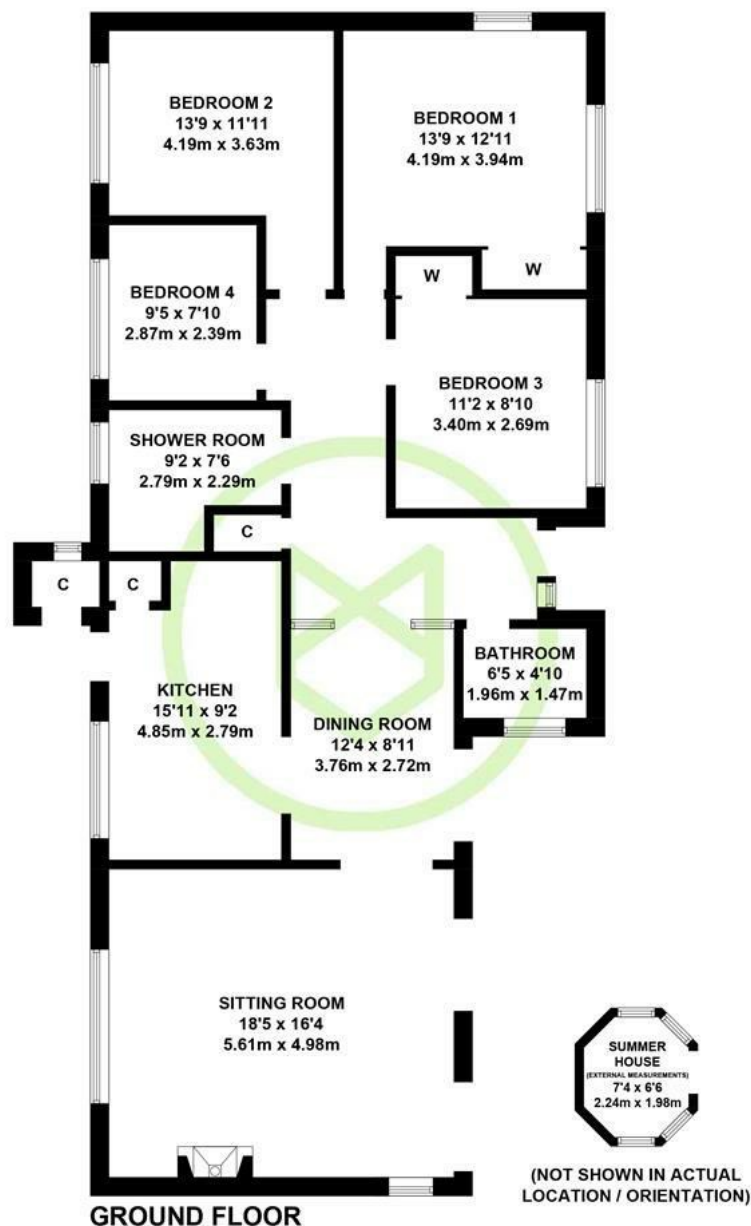 BEDROOM 2
13'9 x 11'11
4.19m x 3.63m
BEDROOM 1
13'9 x 12'11
4.19m x 3.94m
W
W
BEDROOM 4
9'5 x 7'10
2.87m x 2.39m
BEDROOM 3
11'2 x 8'10
3.40m x 2.69m
SHOWER ROOM
9'2 x 7'6
2.79m x 2.29m
C
C
C
KITCHEN
15'11 x 9'2
4.85m x 2.79m
BATHROOM
6'5 x 4'10
1.96m x 1.47m
DINING ROOM
12'4 x 8'11
3.76m x 2.72m
SITTING ROOM
18'5 x 16'4
5.61m x 4.98m
SUMMER
HOUSE
(EXTERNAL MEASUREMENTS)
7'4 x 6'6
2.24m x 1.98m
(NOT SHOWN IN ACTUAL
LOCATION / ORIENTATION)
GROUND FLOOR